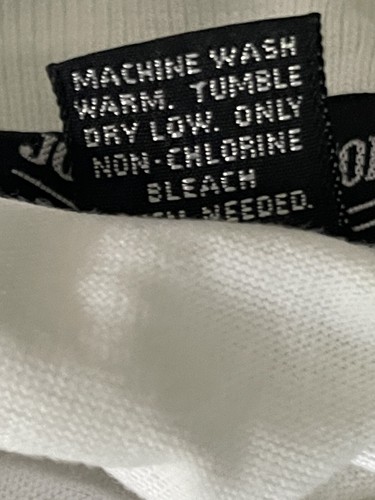 MACHINE WASH
WARM. TUMBLE
DRY LOW. ONLY
NON-CHLORINE
BLEACH
NEEDED.